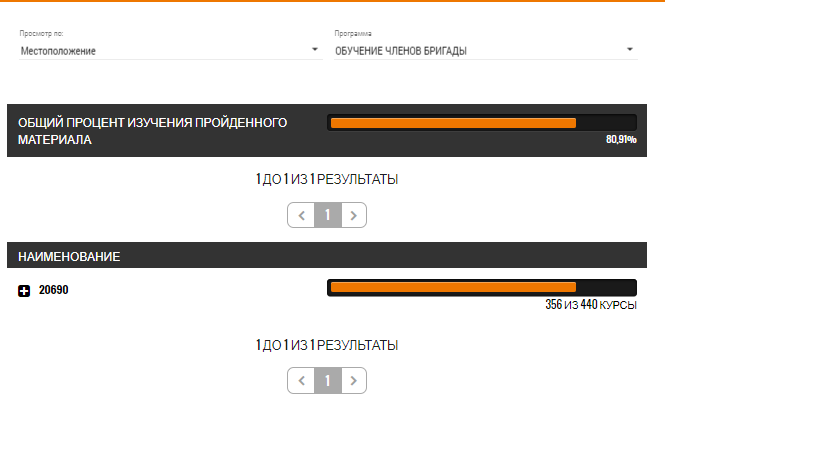 Просмотр по:
Программа
Местоположение
ОБУЧЕНИЕ ЧЛЕНОВ БРИГАДЫ
ОБЩИЙ ПРОЦЕНТ ИЗУЧЕНИЯ ПРОЙДЕННОГО
МАТЕРИАЛА
80,91%
1 ДО 1 ИЗ 1 РЕЗУЛЬТАТЫ
1
НАИМЕНОВАНИЕ
20690
356 ИЗ 440 КУРСЫ
1 ДО 1 ИЗ 1 РЕЗУЛЬТАТЫ
1